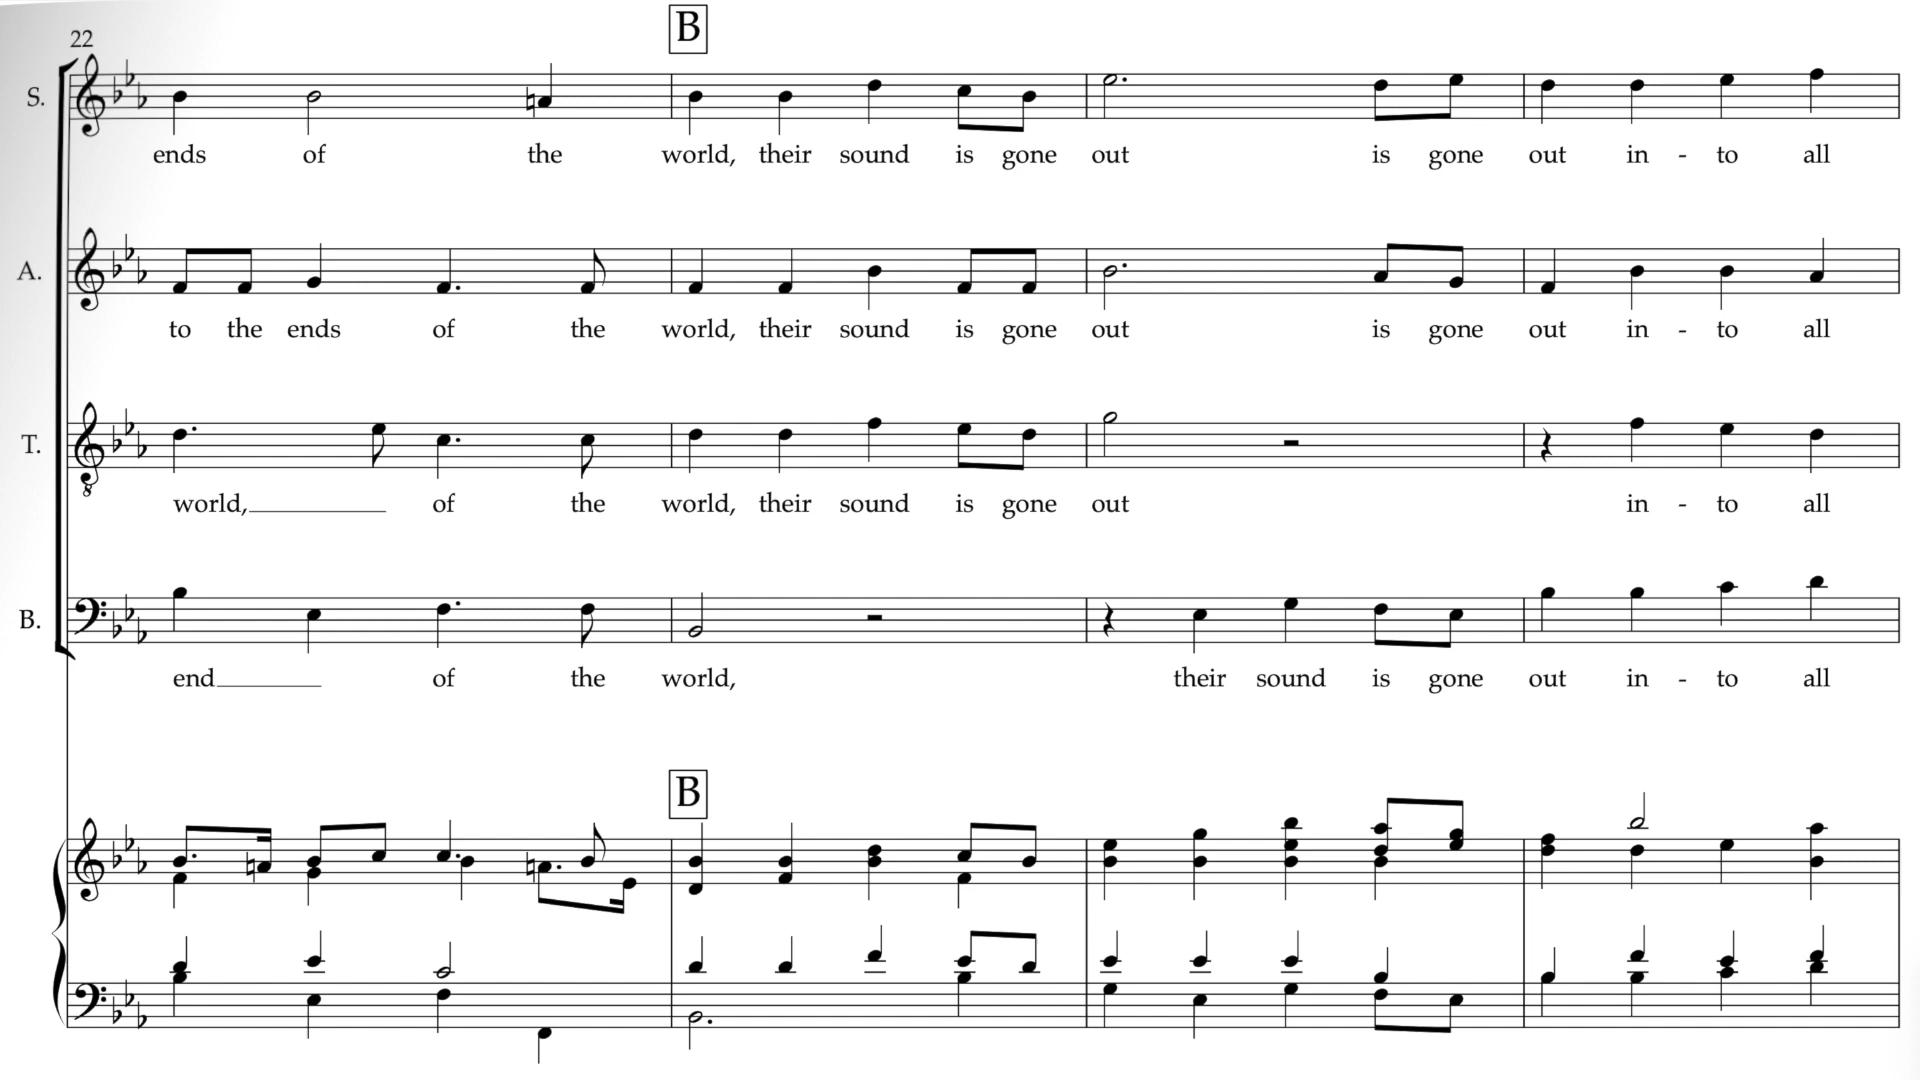 22
B
S.
ends of the world, their sound is gone out is gone out in - to all
A.
to the ends of the world, their sound is gone out is gone out in - to all
T.
8
world, of the world, their sound is gone out in - to all
B.
end of the world, their sound is gone out in - to all
B